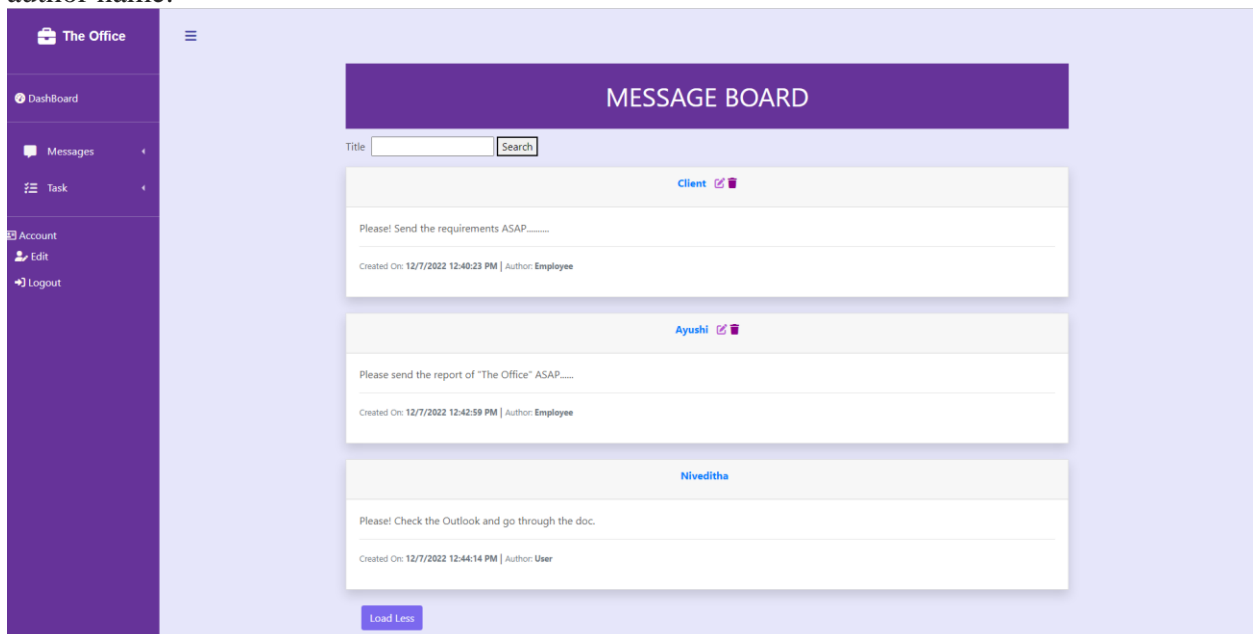 author name.
The Office
DashBoard
Messages
Task
Account
Edit
Logout
MESSAGE BOARD
Title Search
Client
Please! Send the requirements ASAP.........
Created On: 12/7/2022 12:40:23 PM | Author: Employee
Ayushi
Please send the report of "The Office" ASAP......
Created On: 12/7/2022 12:42:59 PM | Author: Employee
Niveditha
Please! Check the Outlook and go through the doc.
Created On: 12/7/2022 12:44:14 PM | Author: User
Load Less